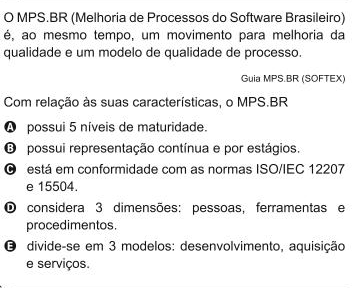 O MPS.BR (Melhoria de Processos do Software Brasileiro)
é, ao mesmo tempo, um movimento para melhoria da
qualidade e um modelo de qualidade de processo.
Guia MPS.BR (SOFTEX)
Com relação às suas características, o MPS.BR
A possui 5 níveis de maturidade.
B possui representação contínua e por estágios.
C está em conformidade com as normas ISO/IEC 12207
e 15504.
D considera 3 dimensões: pessoas, ferramentas e
procedimentos.
E divide-se em 3 modelos: desenvolvimento, aquisição
e serviços.